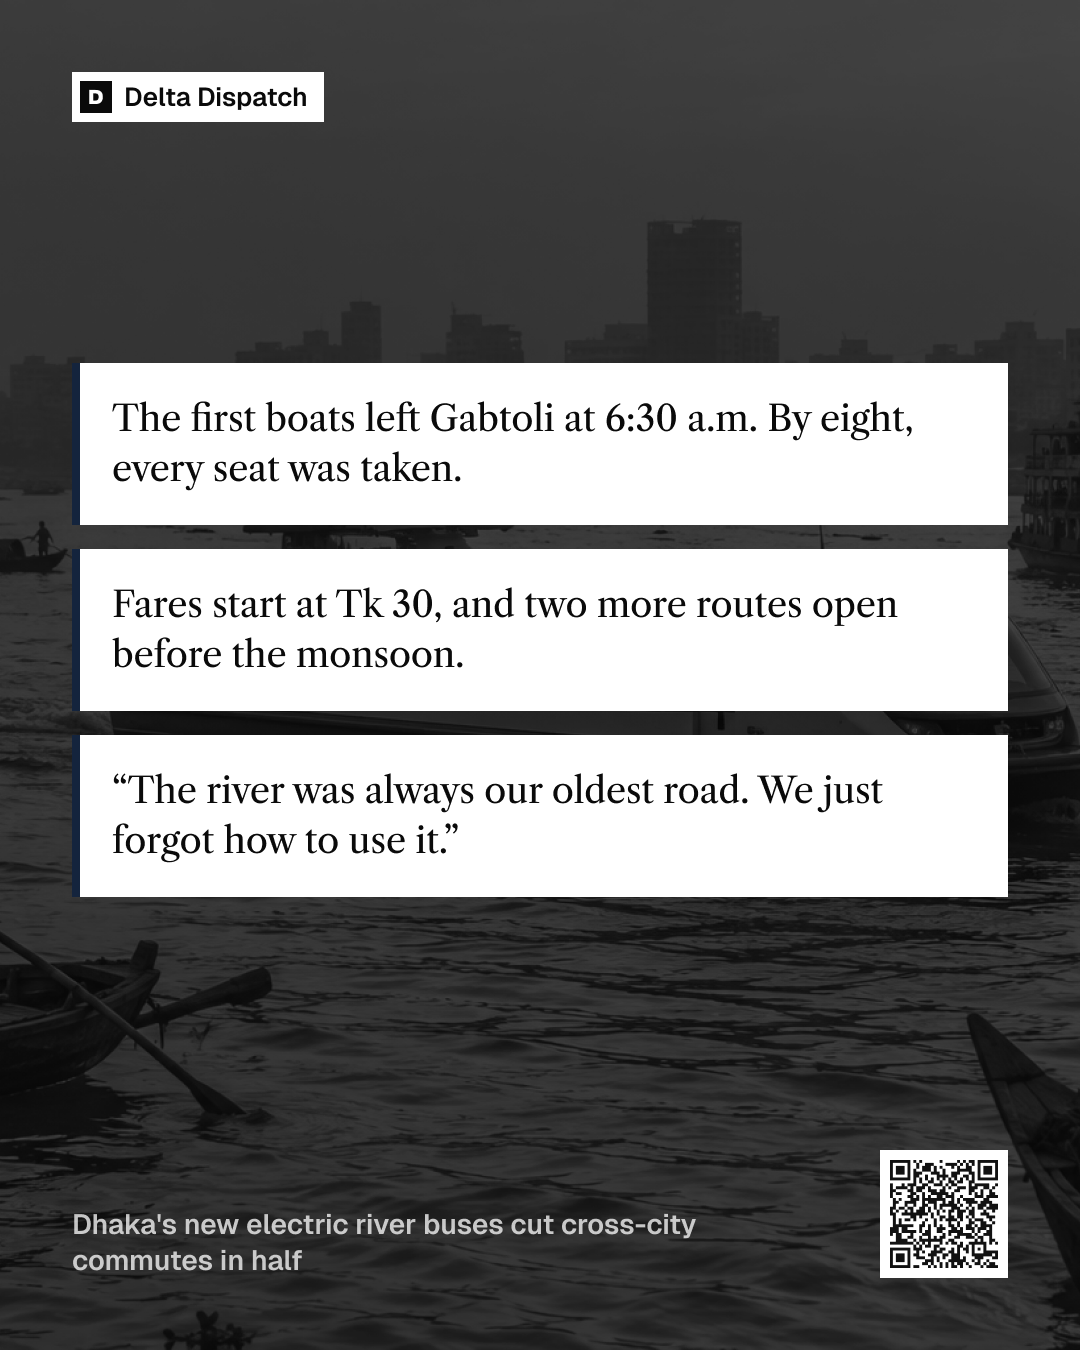 D Delta Dispatch
The first boats left Gabtoli at 6:30 a.m. By eight,
every seat was taken.
Fares start at Tk 30, and two more routes open
before the monsoon.
“The river was always our oldest road. We just
forgot how to use it.”
Dhaka's new electric river buses cut cross-city
commutes in half